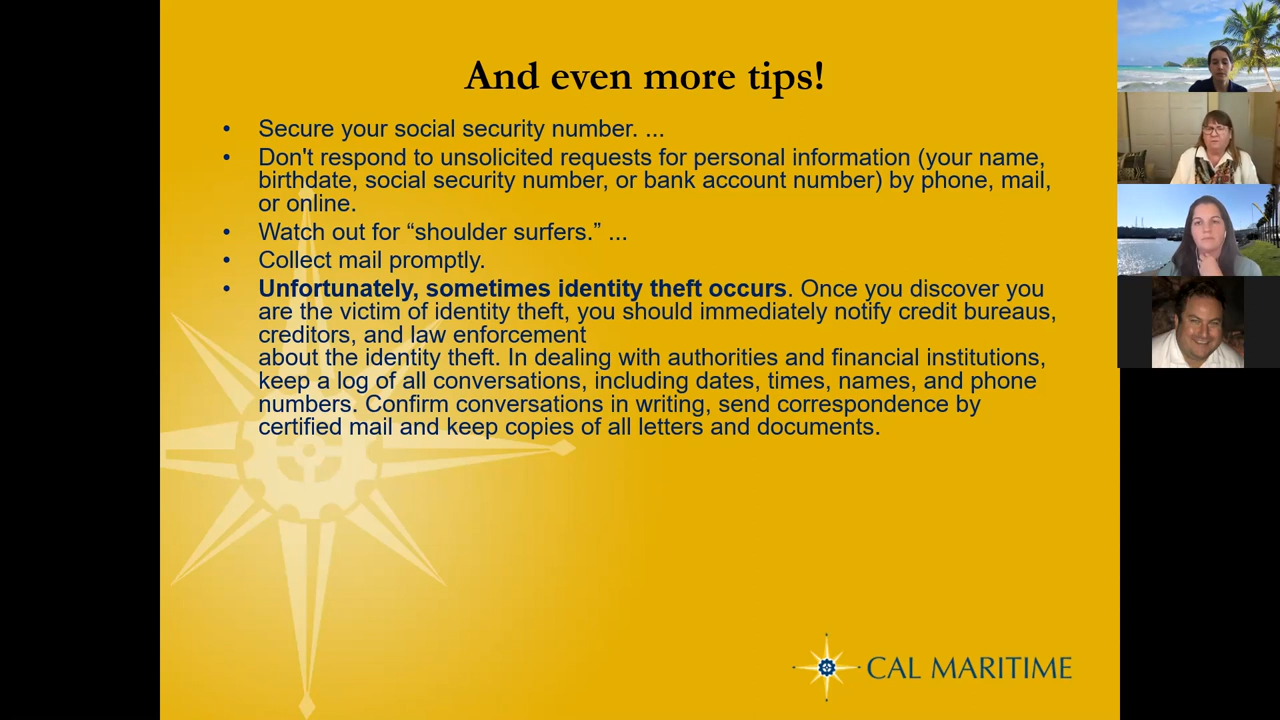 And even more tips!
• Secure your social security number. ...
• Don't respond to unsolicited requests for personal information (your name,
birthdate, social security number, or bank account number) by phone, mail,
or online.
• Watch out for “shoulder surfers.” ...
• Collect mail promptly.
• Unfortunately, sometimes identity theft occurs. Once you discover you
are the victim of identity theft, you should immediately notify credit bureaus,
creditors, and law enforcement
about the identity theft. In dealing with authorities and financial institutions,
keep a log of all conversations, including dates, times, names, and phone
numbers. Confirm conversations in writing, send correspondence by
certified mail and keep copies of all letters and documents.
CAL MARITIME